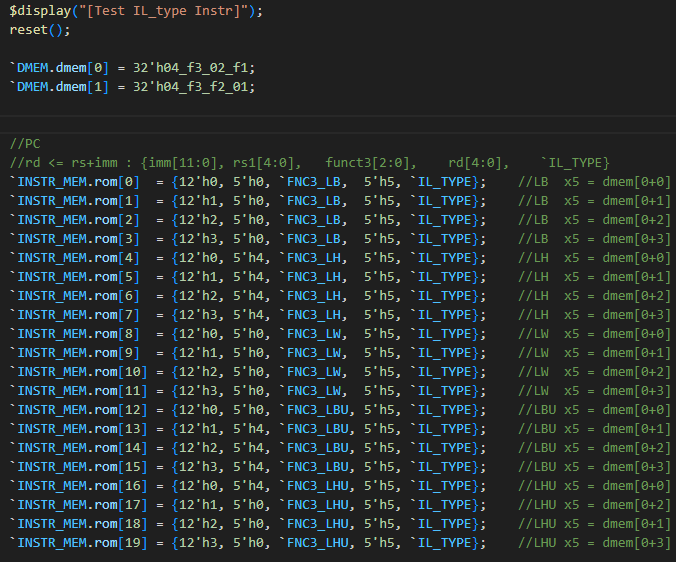 $display("[Test IL_type Instr]");
reset();
`DMEM.dmem[0] = 32'h04_f3_02_f1;
`DMEM.dmem[1] = 32'h04_f3_f2_01;
//PC
//rd <= rs+imm : {imm[11:0], rs1[4:0],   funct3[2:0],    rd[4:0],    `IL_TYPE}
`INSTR_MEM.rom[0]  = {12'h0, 5'h0, `FNC3_LB,  5'h5, `IL_TYPE};    //LB  x5 = dmem[0+0]
`INSTR_MEM.rom[1]  = {12'h1, 5'h0, `FNC3_LB,  5'h5, `IL_TYPE};    //LB  x5 = dmem[0+1]
`INSTR_MEM.rom[2]  = {12'h2, 5'h0, `FNC3_LB,  5'h5, `IL_TYPE};    //LB  x5 = dmem[0+2]
`INSTR_MEM.rom[3]  = {12'h3, 5'h0, `FNC3_LB,  5'h5, `IL_TYPE};    //LB  x5 = dmem[0+3]
`INSTR_MEM.rom[4]  = {12'h0, 5'h4, `FNC3_LH,  5'h5, `IL_TYPE};    //LH  x5 = dmem[0+0]
`INSTR_MEM.rom[5]  = {12'h1, 5'h4, `FNC3_LH,  5'h5, `IL_TYPE};    //LH  x5 = dmem[0+1]
`INSTR_MEM.rom[6]  = {12'h2, 5'h4, `FNC3_LH,  5'h5, `IL_TYPE};    //LH  x5 = dmem[0+2]
`INSTR_MEM.rom[7]  = {12'h3, 5'h4, `FNC3_LH,  5'h5, `IL_TYPE};    //LH  x5 = dmem[0+3]
`INSTR_MEM.rom[8]  = {12'h0, 5'h0, `FNC3_LW,  5'h5, `IL_TYPE};    //LW  x5 = dmem[0+0]
`INSTR_MEM.rom[9]  = {12'h1, 5'h0, `FNC3_LW,  5'h5, `IL_TYPE};    //LW  x5 = dmem[0+1]
`INSTR_MEM.rom[10] = {12'h2, 5'h0, `FNC3_LW,  5'h5, `IL_TYPE};    //LW  x5 = dmem[0+2]
`INSTR_MEM.rom[11] = {12'h3, 5'h0, `FNC3_LW,  5'h5, `IL_TYPE};    //LW  x5 = dmem[0+3]
`INSTR_MEM.rom[12] = {12'h0, 5'h0, `FNC3_LBU, 5'h5, `IL_TYPE};    //LBU x5 = dmem[0+0]
`INSTR_MEM.rom[13] = {12'h1, 5'h4, `FNC3_LBU, 5'h5, `IL_TYPE};    //LBU x5 = dmem[0+1]
`INSTR_MEM.rom[14] = {12'h2, 5'h4, `FNC3_LBU, 5'h5, `IL_TYPE};    //LBU x5 = dmem[0+2]
`INSTR_MEM.rom[15] = {12'h3, 5'h4, `FNC3_LBU, 5'h5, `IL_TYPE};    //LBU x5 = dmem[0+3]
`INSTR_MEM.rom[16] = {12'h0, 5'h4, `FNC3_LHU, 5'h5, `IL_TYPE};    //LHU x5 = dmem[0+0]
`INSTR_MEM.rom[17] = {12'h1, 5'h0, `FNC3_LHU, 5'h5, `IL_TYPE};    //LHU x5 = dmem[0+2]
`INSTR_MEM.rom[18] = {12'h2, 5'h0, `FNC3_LHU, 5'h5, `IL_TYPE};    //LHU x5 = dmem[0+1]
`INSTR_MEM.rom[19] = {12'h3, 5'h0, `FNC3_LHU, 5'h5, `IL_TYPE};    //LHU x5 = dmem[0+3]